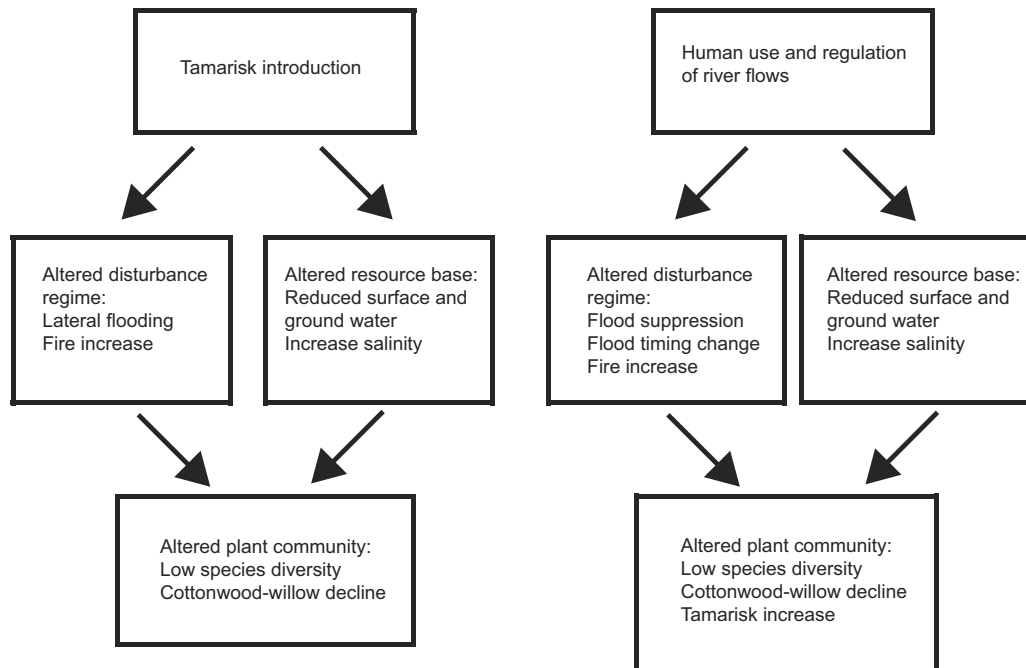 Tamarisk introduction
Human use and regulation
of river flows
Altered disturbance
regime:
Lateral flooding
Fire increase
Altered resource base:
Reduced surface and
ground water
Increase salinity
Altered disturbance
regime:
Flood suppression
Flood timing change
Fire increase
Altered resource base:
Reduced surface and
ground water
Increase salinity
Altered plant community:
Low species diversity
Cottonwood-willow decline
Altered plant community:
Low species diversity
Cottonwood-willow decline
Tamarisk increase